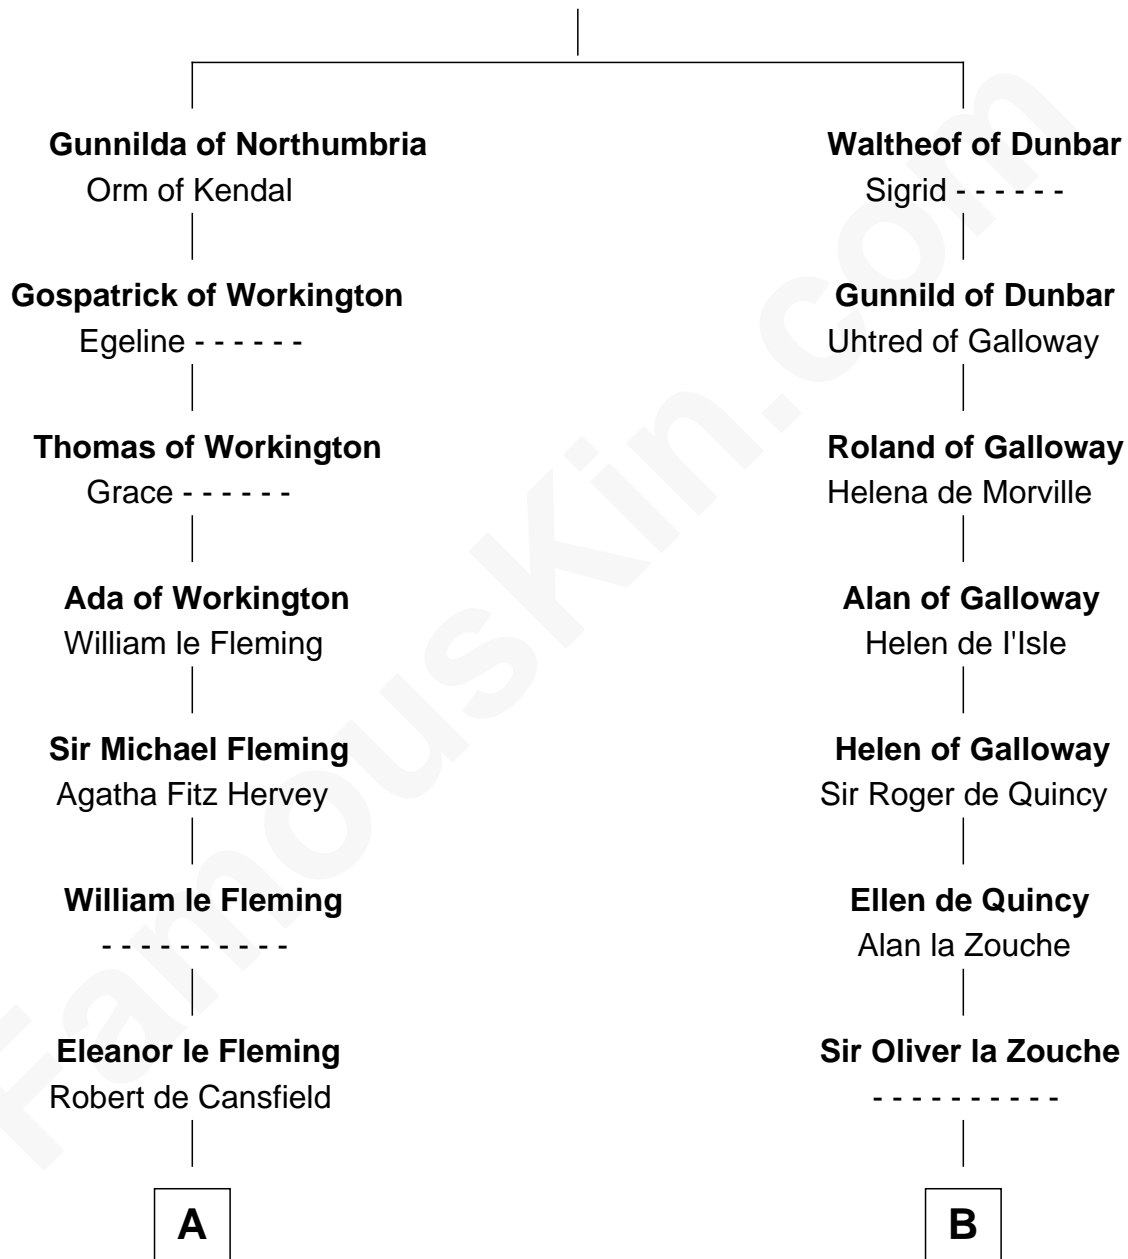 Gunnilda of Northumbria
Orm of Kendal
Gospatrick of Workington
Egeline - - - - - -
Thomas of Workington
Grace - - - - - -
Ada of Workington
William le Fleming
Sir Michael Fleming
Agatha Fitz Hervey
William le Fleming
- - - - - - - - - -
Eleanor le Fleming
Robert de Cansfield
A
Waltheof of Dunbar
Sigrid - - - - - -
Gunnild of Dunbar
Uhtred of Galloway
Roland of Galloway
Helena de Morville
Alan of Galloway
Helen de I'Isle
Helen of Galloway
Sir Roger de Quincy
Ellen de Quincy
Alan la Zouche
Sir Oliver la Zouche
- - - - - - - - - -
B
FamousKin.com